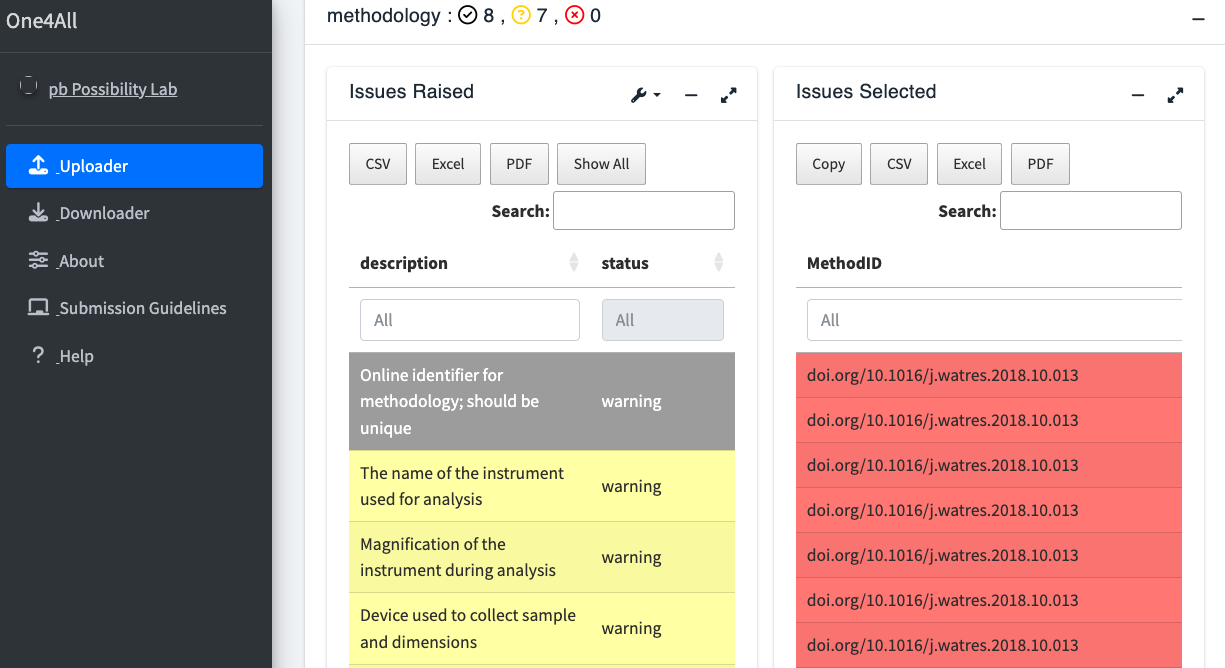 One4All
pb Possibility Lab
Uploader
Downloader
About
Submission Guidelines
? Help
methodology : 8 , ? 7 , 0
Issues Raised
CSV Excel PDF Show All
Search:
description status
All All
Online identifier for
methodology; should be
unique
warning
The name of the instrument
used for analysis
warning
Magnification of the
instrument during analysis
warning
Device used to collect sample
and dimensions
warning
Issues Selected
Copy CSV Excel PDF
Search:
MethodID
All
doi.org/10.1016/j.watres.2018.10.013
doi.org/10.1016/j.watres.2018.10.013
doi.org/10.1016/j.watres.2018.10.013
doi.org/10.1016/j.watres.2018.10.013
doi.org/10.1016/j.watres.2018.10.013
doi.org/10.1016/j.watres.2018.10.013
doi.org/10.1016/j.watres.2018.10.013